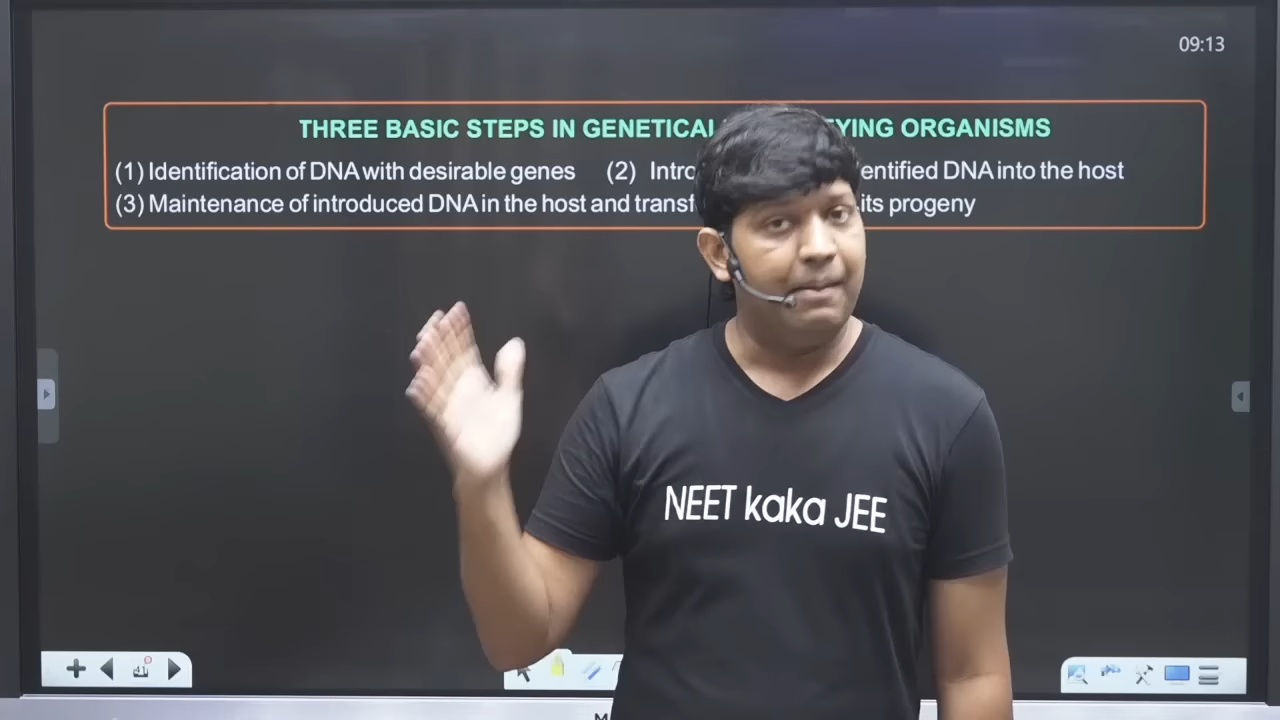 09:13
THREE BASIC STEPS IN GENETICAL YING ORGANISMS
(1) Identification of DNA with desirable genes (2) Intro entified DNA into the host
(3) Maintenance of introduced DNA in the host and transf its progeny
NEET kaka JEE
41